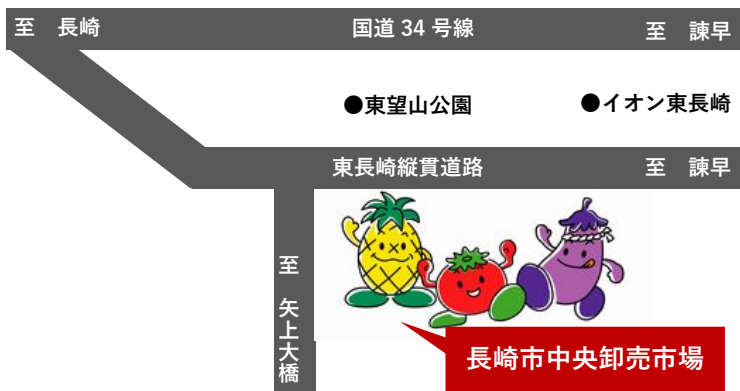 至　長崎
国道 34 号線
至　諫早
●東望山公園
●イオン東長崎
東長崎縦貫道路
至　諫早
至　矢上大橋
長崎市中央卸売市場